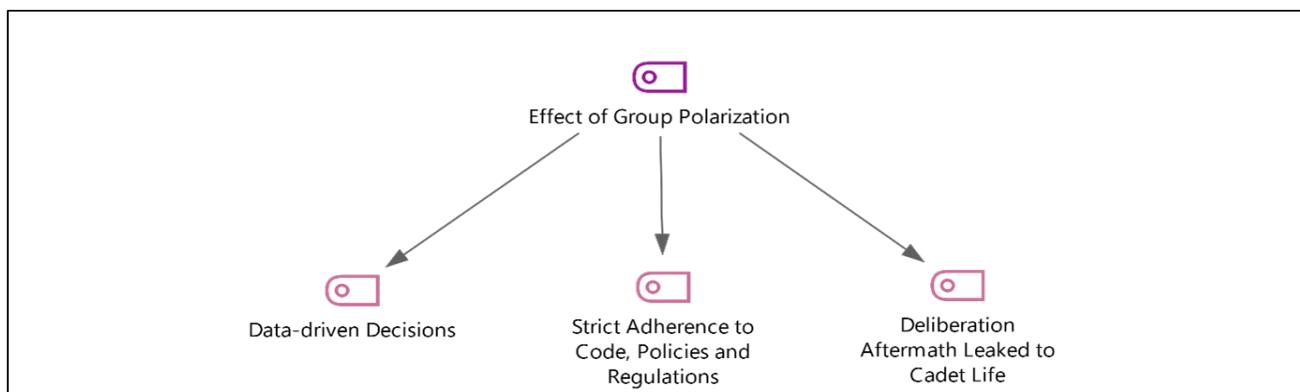 Effect of Group Polarization
Data-driven Decisions
Strict Adherence to
Code, Policies and
Regulations
Deliberation
Aftermath Leaked to
Cadet Life